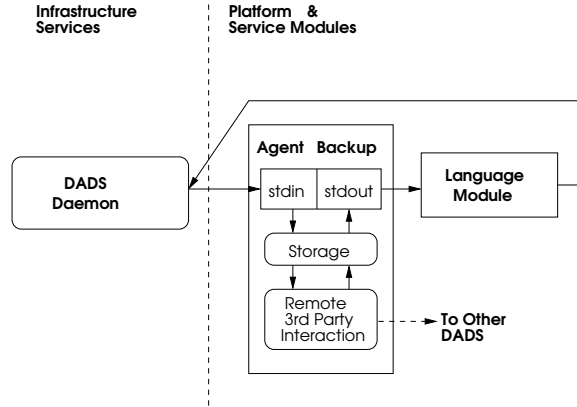 Infrastructure
Services
Platform &
Service Modules
Agent Backup
DADS
Daemon
stdin
stdout
Language
Module
Storage
Remote
3rd Party
Interaction
To Other
DADS